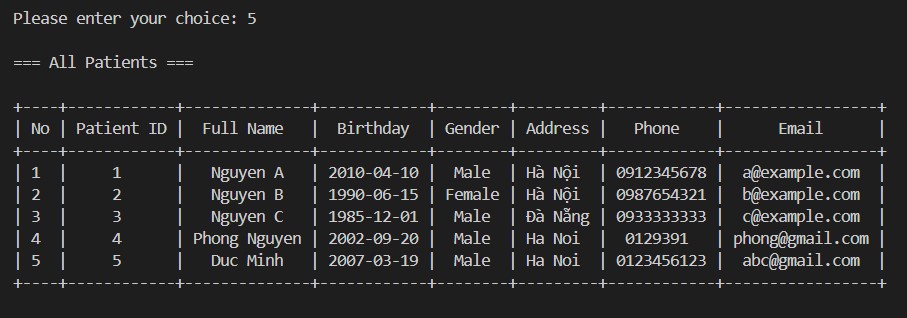 Please enter your choice: 5
=== All Patients ===
+----+------------+--------------+------------+--------+---------+------------+-----------------+
| No | Patient ID |  Full Name   |  Birthday  | Gender | Address |   Phone    |      Email      |
+----+------------+--------------+------------+--------+---------+------------+-----------------+
| 1  |     1      |   Nguyen A   | 2010-04-10 |  Male  | Hà Nội  | 0912345678 |  a@example.com  |
| 2  |     2      |   Nguyen B   | 1990-06-15 | Female | Hà Nội  | 0987654321 |  b@example.com  |
| 3  |     3      |   Nguyen C   | 1985-12-01 |  Male  | Đà Nẵng | 0933333333 |  c@example.com  |
| 4  |     4      | Phong Nguyen | 2002-09-20 |  Male  | Ha Noi  |  0129391   | phong@gmail.com |
| 5  |     5      |   Duc Minh   | 2007-03-19 |  Male  | Ha Noi  | 0123456123 |  abc@gmail.com  |
+----+------------+--------------+------------+--------+---------+------------+-----------------+